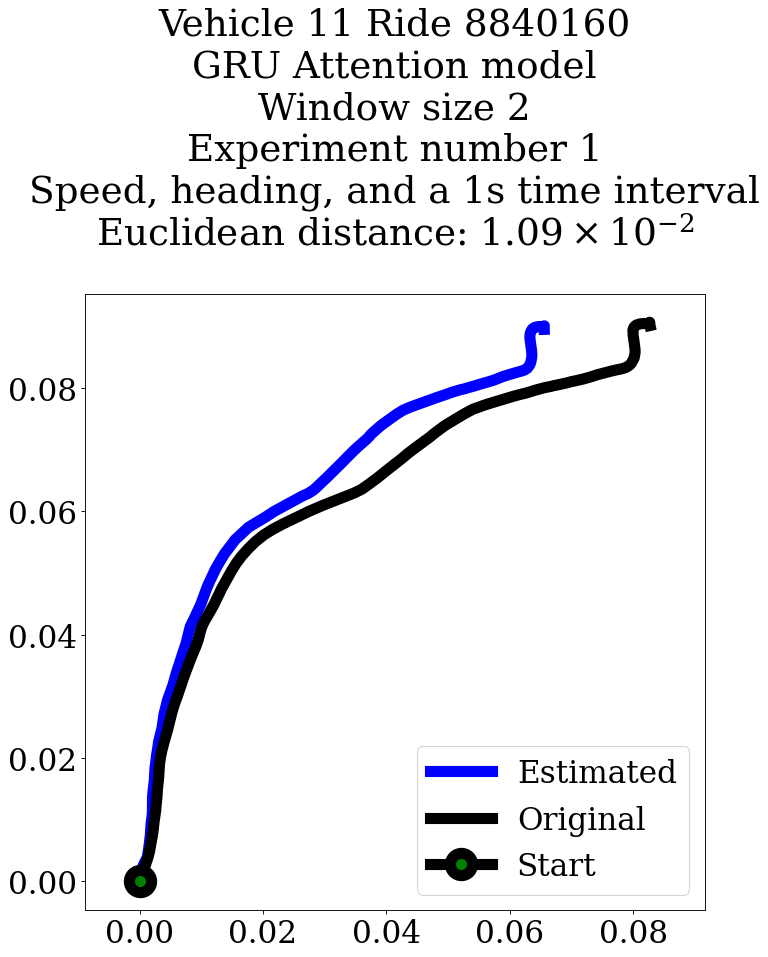 Vehicle 11 Ride 8840160
GRU Attention model
Window size 2
Experiment number 1
Speed, heading, and a 1s time interval
Euclidean distance: 1.09 × 10⁻²
0.08
0.06
0.04
0.02
0.00
Estimated
Original
Start
0.00 0.02 0.04 0.06 0.08